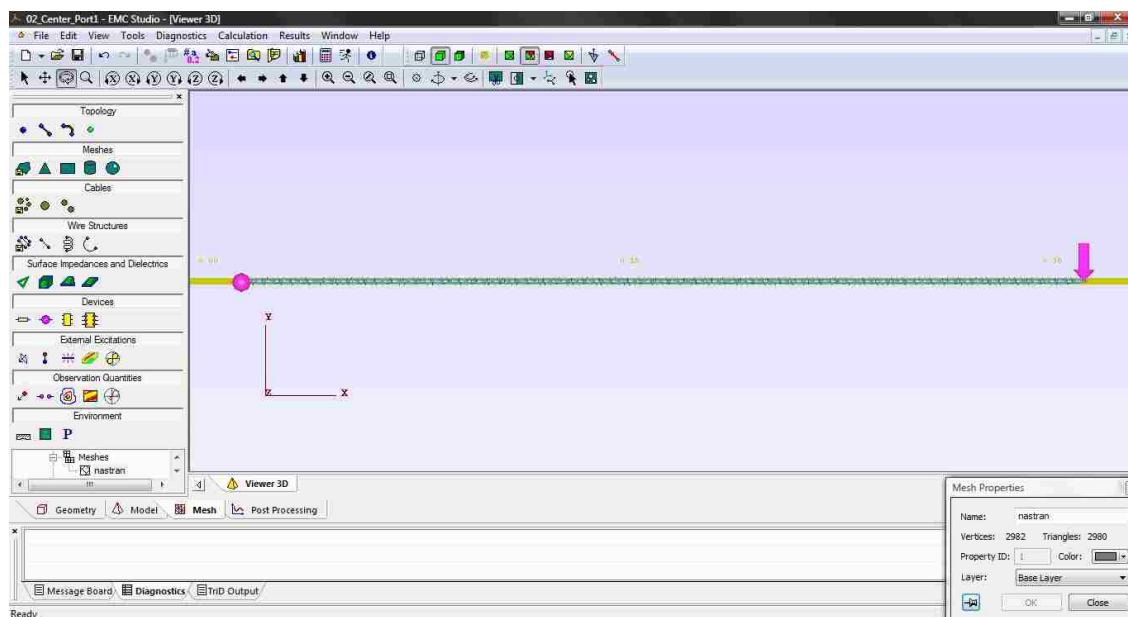 02_Center_Port1 - EMC Studio - [Viewer 3D]
File Edit View Tools Diagnostics Calculation Results Window Help
Topology
Meshes
Cables
Wire Structures
Surface Impedances and Dielectrics
Devices
External Excitations
Observation Quantities
Environment
P
Meshes
nastran
Y
Z
X
Viewer 3D
Geometry Model Mesh Post Processing
Message Board Diagnostics TriD Output
Ready
Mesh Properties
Name: nastran
Vertices: 2982 Triangles: 2980
Property ID: 1 Color:
Layer: Base Layer
OK Close